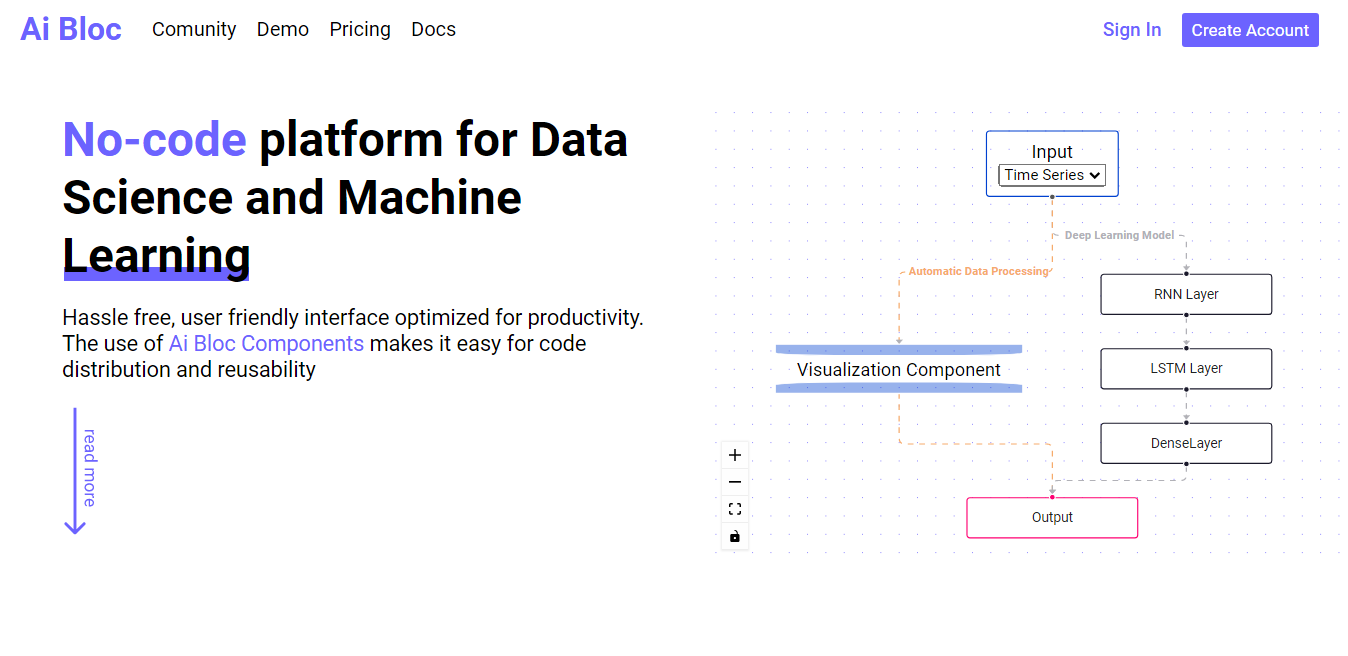 Ai Bloc
Comunity
Demo
Pricing
Docs
Sign In
Create Account
No-code platform for Data
Science and Machine
Learning
Hassle free, user friendly interface optimized for productivity.
The use of Ai Bloc Components makes it easy for code
distribution and reusability
read more
Input
Time Series
Deep Learning Model
Automatic Data Processing
RNN Layer
Visualization Component
LSTM Layer
DenseLayer
Output